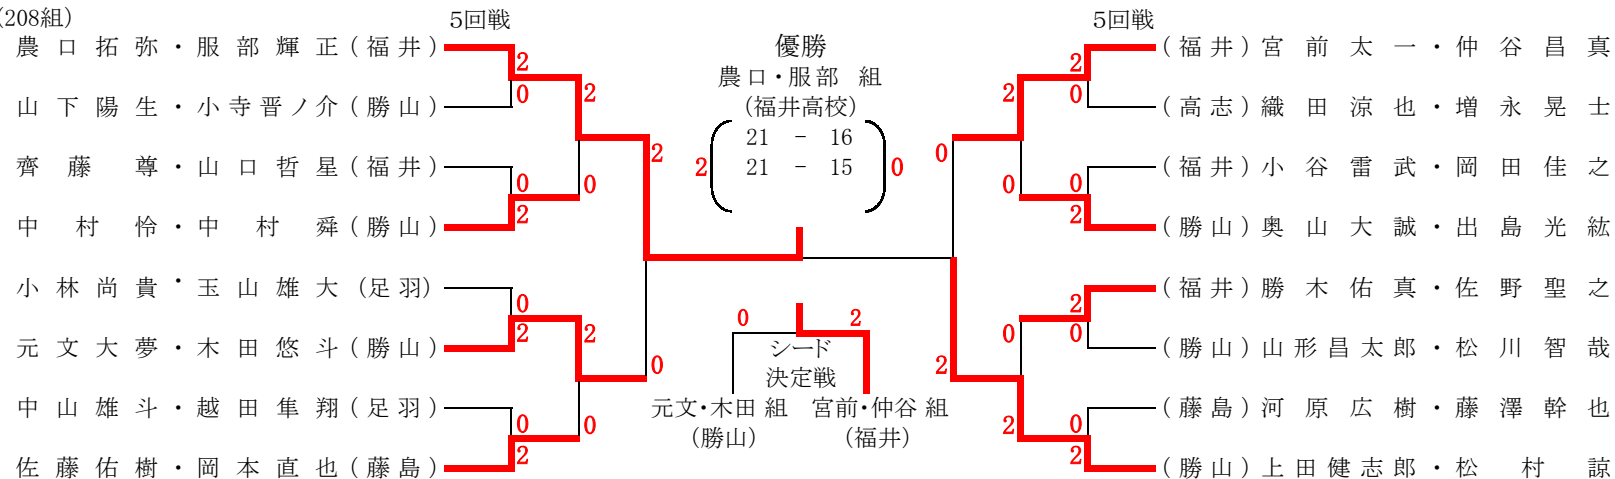 (208組)
5回戦
農口拓弥・服部輝正(福井)
2
0
山下陽生・小寺晋ノ介(勝山)
2
齊藤尊・山口哲星(福井)
0
2
0
中村怜・中村舜(勝山)
2
小林尚貴・玉山雄大(足羽)
0
2
元文大夢・木田悠斗(勝山)
2
0
中山雄斗・越田隼翔(足羽)
0
2
0
佐藤佑樹・岡本直也(藤島)
優勝
農口・服部 組
(福井高校)
2
21 － 16
21 － 15
0
0 2
シード
決定戦
元文・木田 組 宮前・仲谷 組
(勝山) (福井)
5回戦
(福井)宮前太一・仲谷昌真
2
0
(高志)織田涼也・増永晃士
2
0
(福井)小谷雷武・岡田佳之
0
2
0
(勝山)奥山大誠・出島光紘
(福井)勝木佑真・佐野聖之
2
0
0
(勝山)山形昌太郎・松川智哉
2
(藤島)河原広樹・藤澤幹也
0
2
2
(勝山)上田健志郎・松村諒